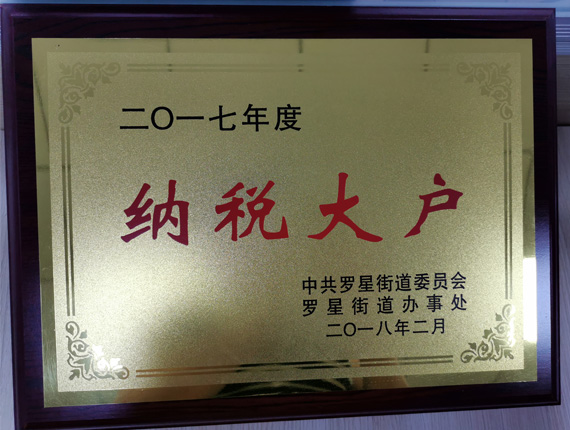 二〇一七年度
纳税大户
中共罗星街道委员会
罗星街道办事处
二〇一八年二月